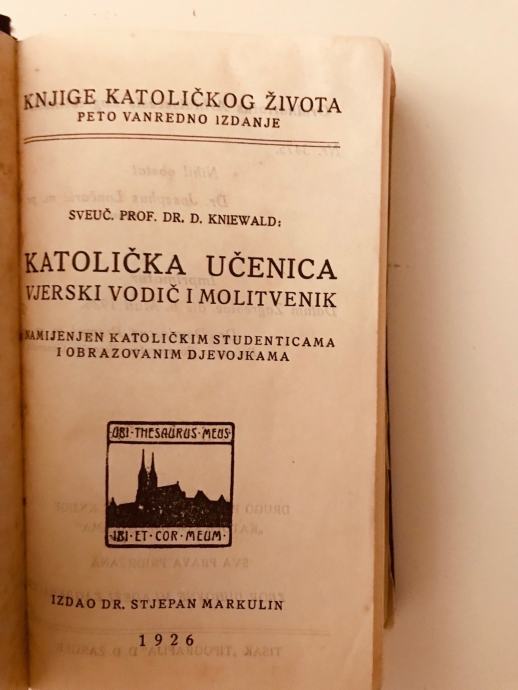 KNJIGE KATOLIČKOG ŽIVOTA
PETO VANREDNO IZDANJE
SVEUČ. PROF. DR. D. KNIEWALD:
KATOLIČKA UČENICA
VJERSKI VODIČ I MOLITVENIK
NAMIJENJEN KATOLIČKIM STUDENTICAMA
I OBRAZOVANIM DJEVOJKAMA
UBI·THESAURUS·MEUS
IBI·ET·COR·MEUM
IZDAO DR. STJEPAN MARKULIN
1926